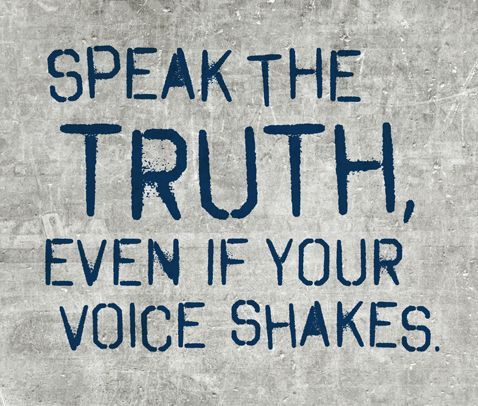 SPEAK THE
TRUTH,
EVEN IF YOUR
VOICE SHAKES.